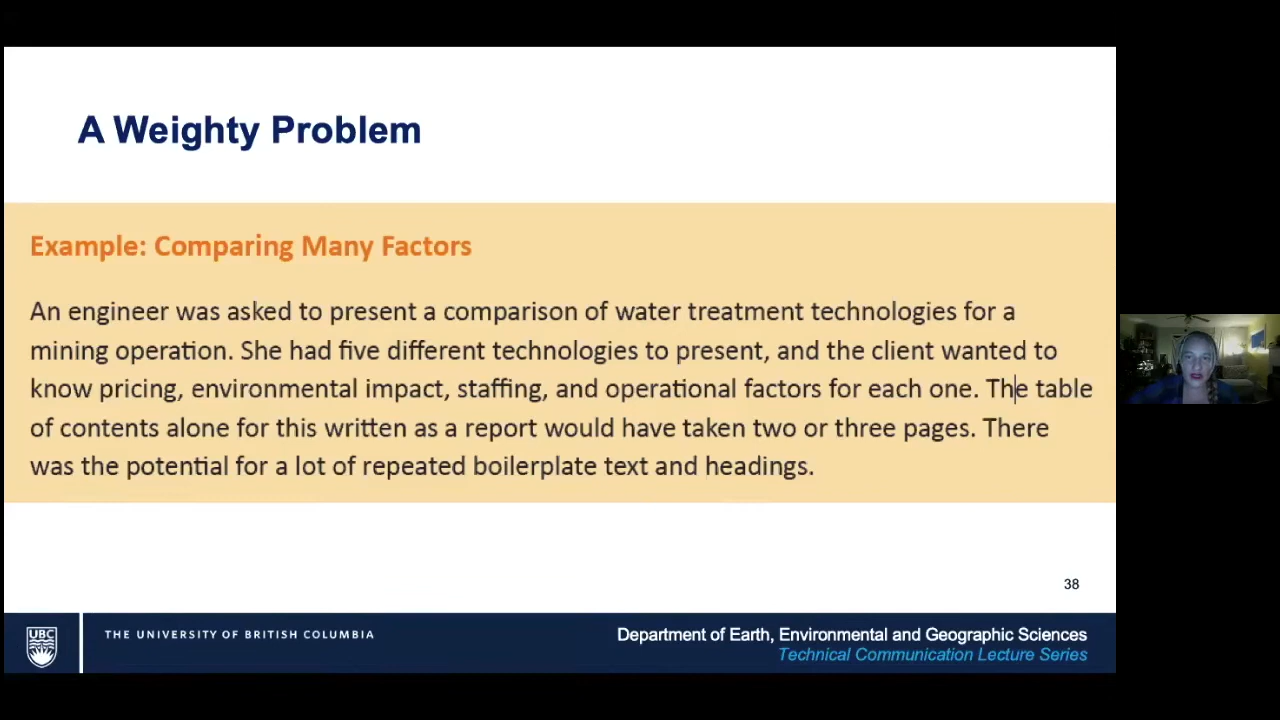 A Weighty Problem
Example: Comparing Many Factors
An engineer was asked to present a comparison of water treatment technologies for a
mining operation. She had five different technologies to present, and the client wanted to
know pricing, environmental impact, staffing, and operational factors for each one. The table
of contents alone for this written as a report would have taken two or three pages. There
was the potential for a lot of repeated boilerplate text and headings.
38
UBC
THE UNIVERSITY OF BRITISH COLUMBIA
Department of Earth, Environmental and Geographic Sciences
Technical Communication Lecture Series